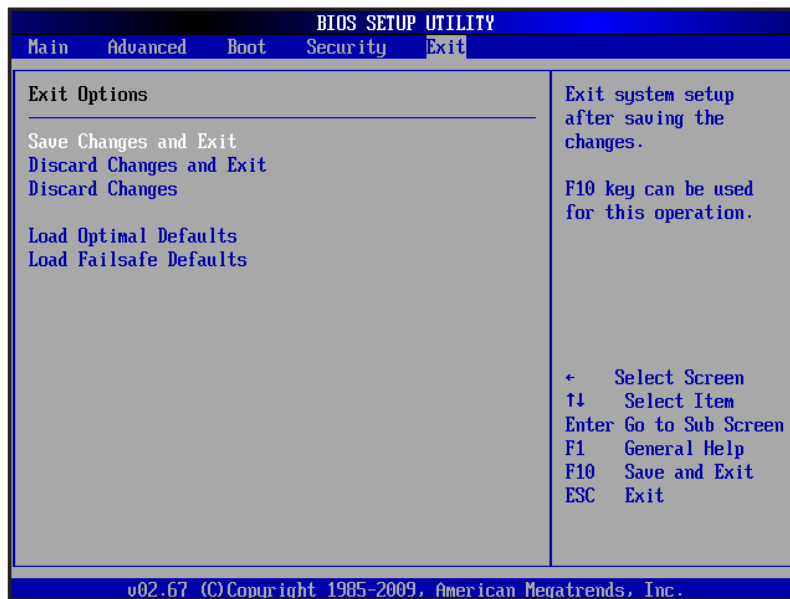 BIOS SETUP UTILITY
Main Advanced Boot Security Exit
Exit Options
Save Changes and Exit
Discard Changes and Exit
Discard Changes
Load Optimal Defaults
Load Failsafe Defaults
Exit system setup
after saving the
changes.
F10 key can be used
for this operation.
← Select Screen
↑↓ Select Item
Enter Go to Sub Screen
F1 General Help
F10 Save and Exit
ESC Exit
v02.67 (C)Copyright 1985-2009, American Megatrends, Inc.